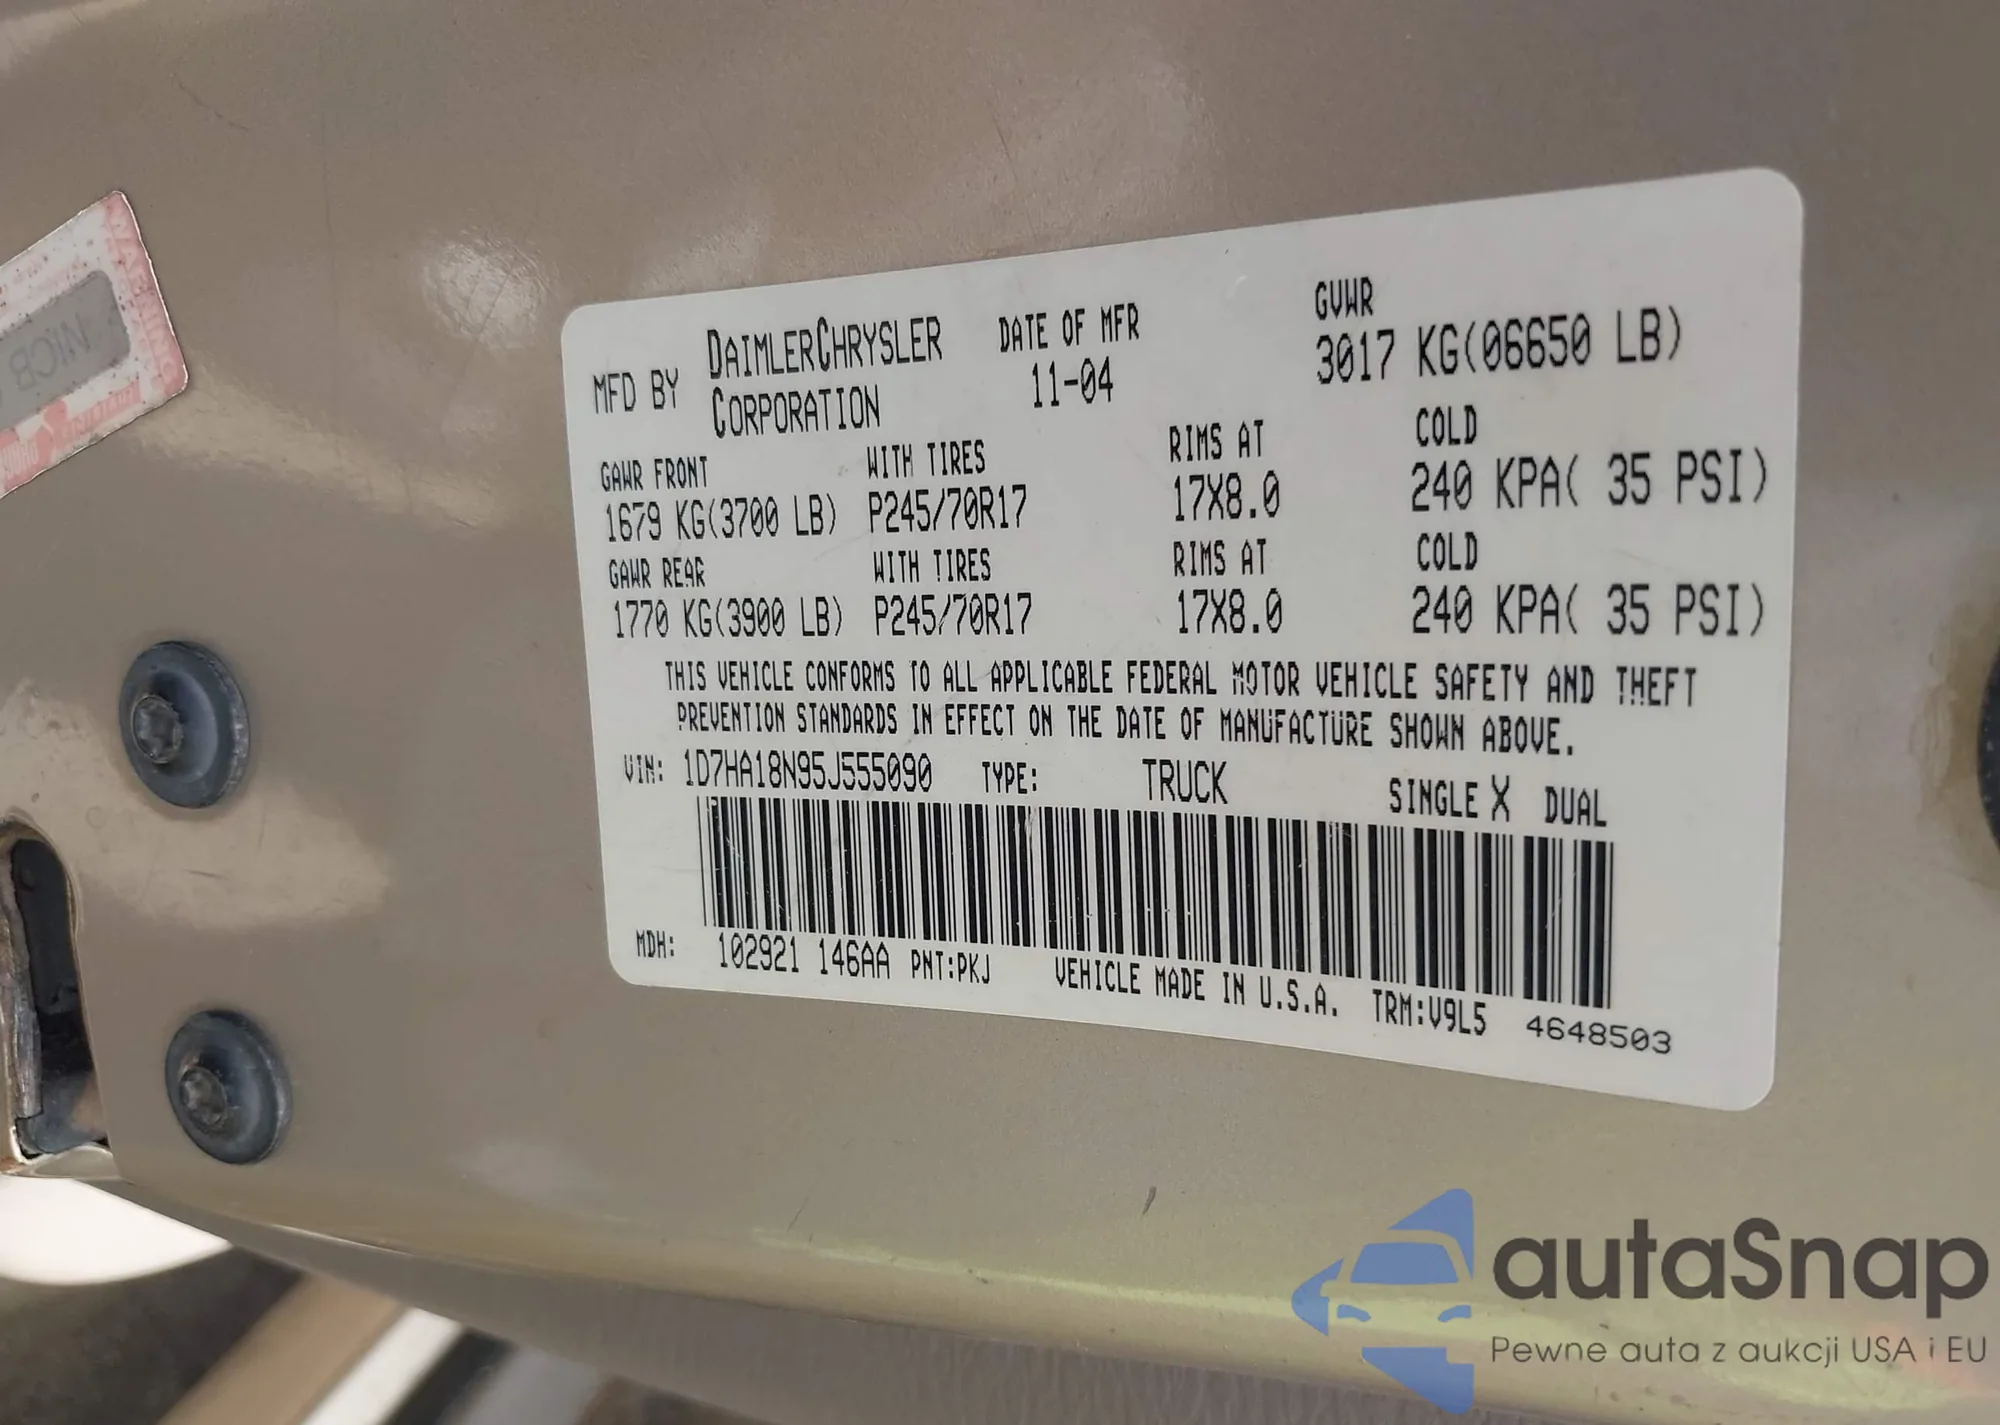 MFD BY DAIMLERCHRYSLER CORPORATION
DATE OF MFR
11-04
GVWR
3017 KG(06650 LB)
GAWR FRONT WITH TIRES RIMS AT COLD
1679 KG(3700 LB) P245/70R17 17X8.0 240 KPA( 35 PSI)
GAWR REAR WITH TIRES RIMS AT COLD
1770 KG(3900 LB) P245/70R17 17X8.0 240 KPA( 35 PSI)
THIS VEHICLE CONFORMS TO ALL APPLICABLE FEDERAL MOTOR VEHICLE SAFETY AND THEFT
PREVENTION STANDARDS IN EFFECT ON THE DATE OF MANUFACTURE SHOWN ABOVE.
VIN: 1D7HA18N95J555090 TYPE: TRUCK SINGLE X DUAL
MDH: 102921 146AA PNT:PKJ VEHICLE MADE IN U.S.A. TRM:V9L5 4648503
NICB
autaSnap
Pewne auta z aukcji USA i EU